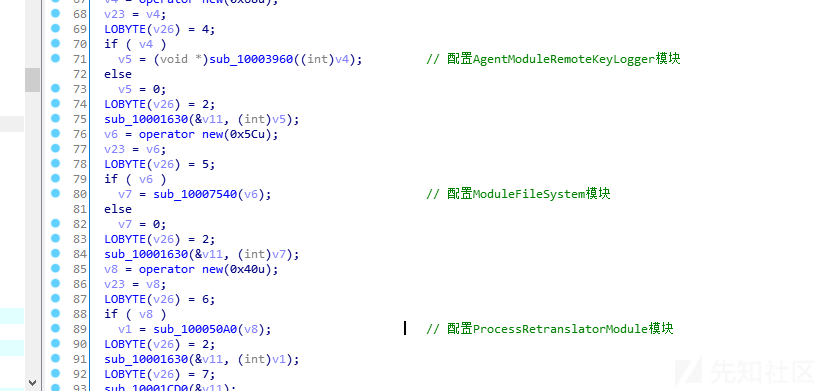 68 v23 = v4;
69 LOBYTE(v26) = 4;
70 if ( v4 )
71 v5 = (void *)sub_10003960((int)v4); // 配置AgentModuleRemoteKeyLogger模块
72 else
73 v5 = 0;
74 LOBYTE(v26) = 2;
75 sub_10001630(&v11, (int)v5);
76 v6 = operator new(0x5Cu);
77 v23 = v6;
78 LOBYTE(v26) = 5;
79 if ( v6 )
80 v7 = sub_10007540(v6); // 配置ModuleFileSystem模块
81 else
82 v7 = 0;
83 LOBYTE(v26) = 2;
84 sub_10001630(&v11, (int)v7);
85 v8 = operator new(0x40u);
86 v23 = v8;
87 LOBYTE(v26) = 6;
88 if ( v8 )
89 v1 = sub_100050A0(v8); // 配置ProcessRetranslatorModule模块
90 LOBYTE(v26) = 2;
91 sub_10001630(&v11, (int)v1);
92 LOBYTE(v26) = 7;
先知社区